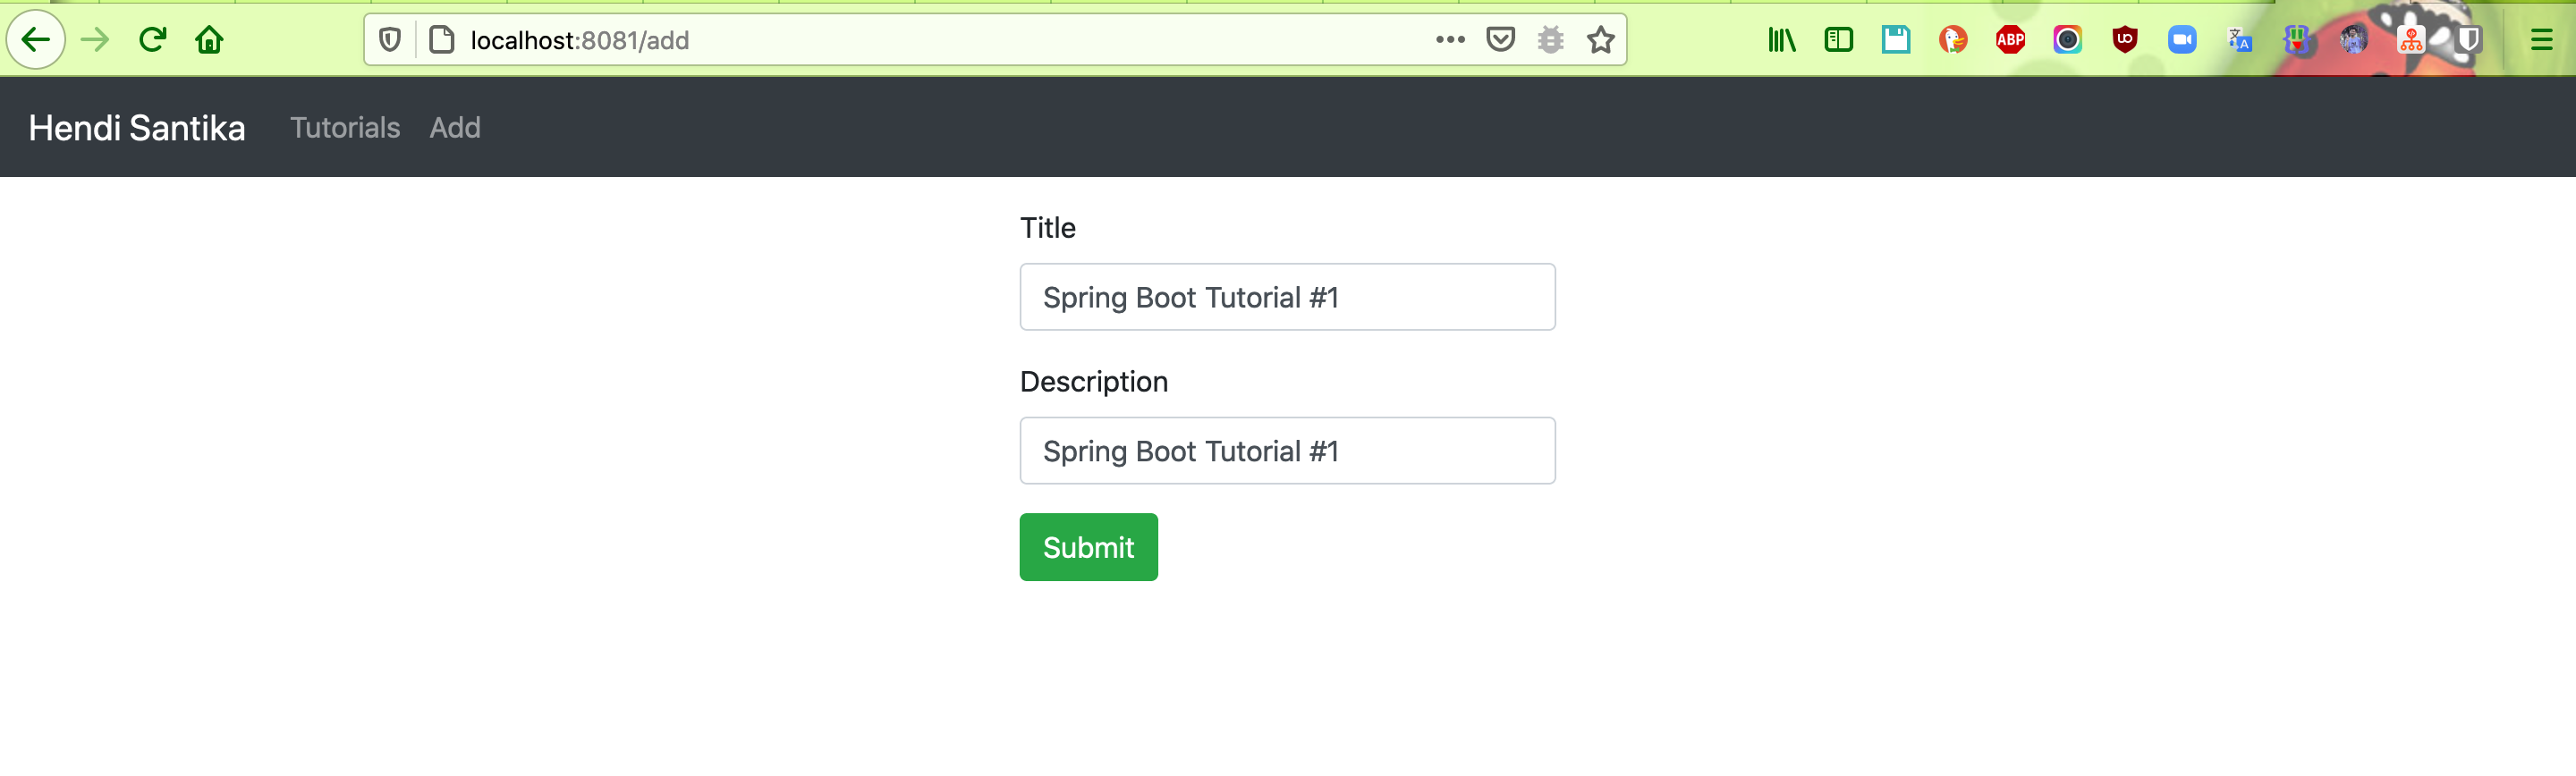 localhost:8081/add
ABP
Hendi Santika Tutorials Add
Title
Spring Boot Tutorial #1
Description
Spring Boot Tutorial #1
Submit